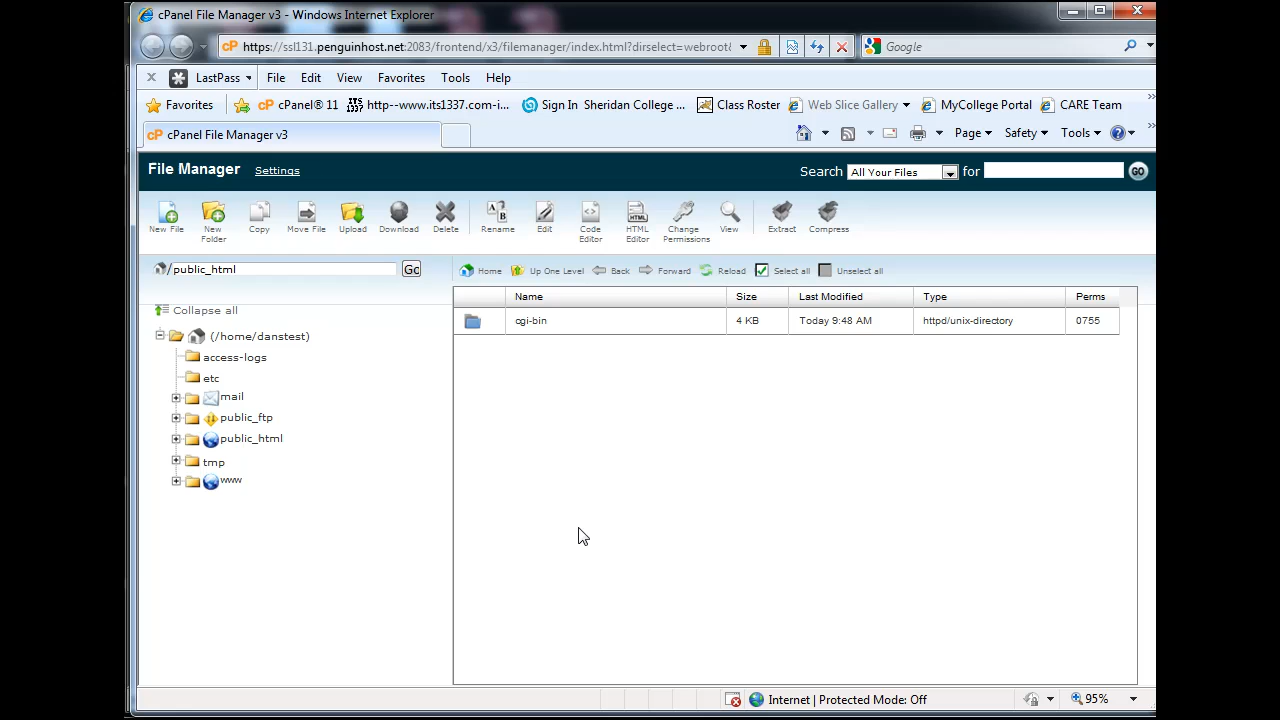 cPanel File Manager v3 - Windows Internet Explorer
cP https://ssl131.penguinhost.net:2083/frontend/x3/filemanager/index.html?dirselect=webroot& Google
LastPass File Edit View Favorites Tools Help
Favorites cP cPanel® 11 ITS 1337 http--www.its1337.com-i... Sign In Sheridan College ... Class Roster Web Slice Gallery MyCollege Portal CARE Team
cP cPanel File Manager v3 Page Safety Tools
File Manager Settings Search All Your Files for GO
New File New Folder Copy Move File Upload Download Delete Rename Edit Code Editor HTML Editor Change Permissions View Extract Compress
/public_html Go Home Up One Level Back Forward Reload Select all Unselect all
Name Size Last Modified Type Perms
cgi-bin 4 KB Today 9:48 AM httpd/unix-directory 0755
Collapse all
(/home/danstest)
access-logs
etc
mail
public_ftp
public_html
tmp
www
Internet | Protected Mode: Off 95%